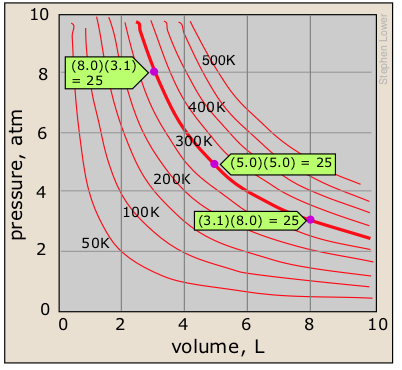 10
8
6
4
2
0
pressure, atm
(8.0)(3.1)
= 25
500K
400K
300K
(5.0)(5.0) = 25
200K
(3.1)(8.0) = 25
100K
50K
0 2 4 6 8 10
volume, L
Stephen Lower